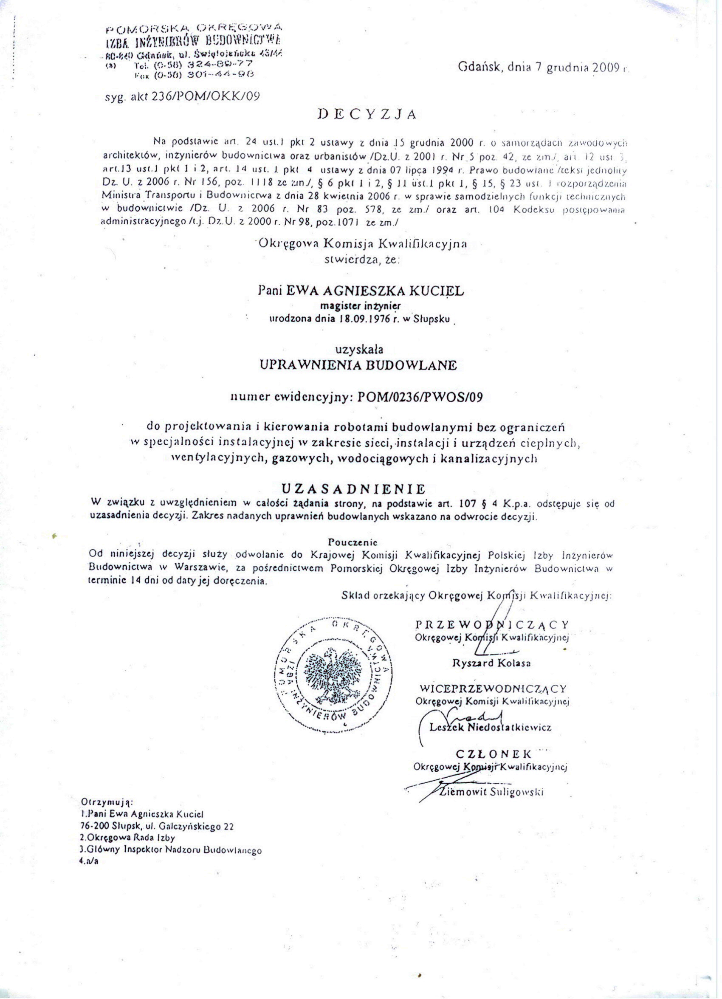 POMORSKA OKRĘGOWA
IZBA INŻYNIERÓW BUDOWNICTWA
80-840 Gdańsk, ul. Świętojańska 43/44
(3) Tel. (0-58) 324-89-77
Fax (0-58) 301-44-98
Gdańsk, dnia 7 grudnia 2009 r.
syg. akt 236/POM/OKK/09
DECYZJA
Na podstawie art. 24 ust.1 pkt 2 ustawy z dnia 15 grudnia 2000 r. o samorządach zawodowych
architektów, inżynierów budownictwa oraz urbanistów /Dz.U. z 2001 r. Nr 5 poz. 42, ze zm./, art. 12 ust. 3,
art.13 ust.1 pkt 1 i 2, art. 14 ust. 1 pkt 4 ustawy z dnia 07 lipca 1994 r. Prawo budowlane /tekst jednolity
Dz. U. z 2006 r. Nr 156, poz. 1118 ze zm./, § 6 pkt 1 i 2, § 11 ust.1 pkt 1, § 15, § 23 ust. 1 rozporządzenia
Ministra Transportu i Budownictwa z dnia 28 kwietnia 2006 r. w sprawie samodzielnych funkcji technicznych
w budownictwie /Dz. U. z 2006 r. Nr 83 poz. 578, ze zm./ oraz art. 104 Kodeksu postępowania
administracyjnego /t.j. Dz.U. z 2000 r. Nr 98, poz.1071 ze zm./
Okręgowa Komisja Kwalifikacyjna
stwierdza, że:
Pani EWA AGNIESZKA KUCIEL
magister inżynier
urodzona dnia 18.09.1976 r. w Słupsku
uzyskała
UPRAWNIENIA BUDOWLANE
numer ewidencyjny: POM/0236/PWOS/09
do projektowania i kierowania robotami budowlanymi bez ograniczeń
w specjalności instalacyjnej w zakresie sieci, instalacji i urządzeń cieplnych,
wentylacyjnych, gazowych, wodociągowych i kanalizacyjnych
UZASADNIENIE
W związku z uwzględnieniem w całości żądania strony, na podstawie art. 107 § 4 K.p.a. odstępuje się od
uzasadnienia decyzji. Zakres nadanych uprawnień budowlanych wskazano na odwrocie decyzji.
Pouczenie
Od niniejszej decyzji służy odwołanie do Krajowej Komisji Kwalifikacyjnej Polskiej Izby Inżynierów
Budownictwa w Warszawie, za pośrednictwem Pomorskiej Okręgowej Izby Inżynierów Budownictwa w
terminie 14 dni od daty jej doręczenia.
Skład orzekający Okręgowej Komisji Kwalifikacyjnej:
PRZEWODNICZĄCY
Okręgowej Komisji Kwalifikacyjnej
Ryszard Kolasa
POMORSKA OKRĘGOWA
IZBA INŻYNIERÓW BUDOWNICTWA
WICEPRZEWODNICZĄCY
Okręgowej Komisji Kwalifikacyjnej
Leszek Niedostatkiewicz
CZŁONEK
Okręgowej Komisji Kwalifikacyjnej
Ziemowit Suligowski
Otrzymują:
1.Pani Ewa Agnieszka Kuciel
76-200 Słupsk, ul. Gałczyńskiego 22
2.Okręgowa Rada Izby
3.Główny Inspektor Nadzoru Budowlanego
4.a/a